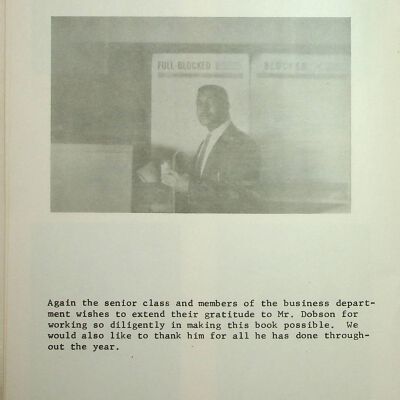 FULL-BLOCKED
BLOCKED
Again the senior class and members of the business depart-
ment wishes to extend their gratitude to Mr. Dobson for
working so diligently in making this book possible.  We
would also like to thank him for all he has done through-
out the year.